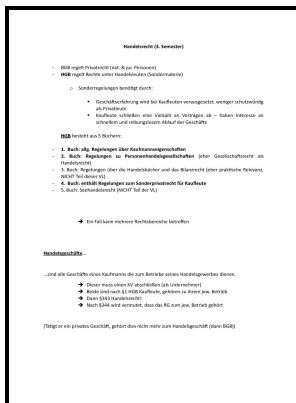 Handelsrecht (3. Semester)
- BGB regelt Privatrecht (nat. & jur. Personen)
- HGB regelt Rechte unter Handelsleuten (Sondermaterie)
o Sonderregelungen benötigt durch:
▪ Geschäftserfahrung wird bei Kaufleuten vorausgesetzt; weniger schutzwürdig
als Privatleute
▪ Kaufleute schließen eine Vielzahl an Verträgen ab – haben Interesse an
schnellem und reibungslosem Ablauf der Geschäfte
HGB besteht aus 5 Büchern:
- 1. Buch: allg. Regelungen über Kaufmannseigenschaften
- 2. Buch: Regelungen zu Personenhandelsgesellschaften (eher Gesellschaftsrecht als
Handelsrecht)
- 3. Buch: Regelungen über die Handelsbücher und das Bilanzrecht (eher praktische Relevanz,
NICHT Teil dieser VL)
- 4. Buch: enthält Regelungen zum Sonderprivatrecht für Kaufleute
- 5. Buch: Seehandelsrecht (NICHT Teil der VL)
➔ Ein Fall kann mehrere Rechtsbereiche betreffen
Handelsgeschäfte...
...sind alle Geschäfte eines Kaufmanns die zum Betriebe seines Handelsgewerbes dienen.
➔ Dieser muss einen KV abschließen (als Unternehmer)
➔ Beide sind nach §1 HGB Kaufleute, gehören zu ihrem jew. Betrieb
➔ Dann §343 Handelsrecht!
➔ Nach §344 wird vermutet, dass das RG zum jew. Betrieb gehört
(Tätigt er ein privates Geschäft, gehört dies nicht mehr zum Handelsgeschäft (dann BGB))